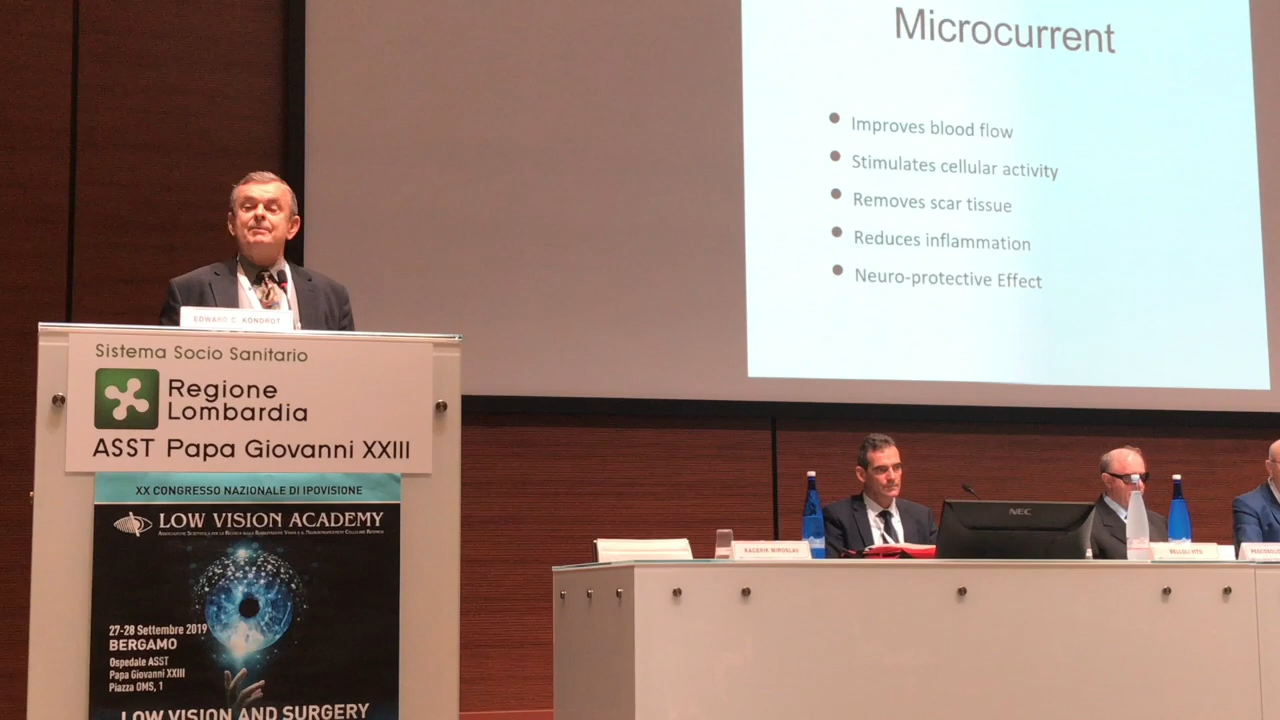 Microcurrent
Improves blood flow
Stimulates cellular activity
Removes scar tissue
Reduces inflammation
Neuro-protective Effect
EDWARD C. KONDROT
Sistema Socio Sanitario
Regione
Lombardia
ASST Papa Giovanni XXIII
XX CONGRESSO NAZIONALE DI IPOVISIONE
LOW VISION ACADEMY
27-28 Settembre 2019
BERGAMO
Ospedale ASST
Papa Giovanni XXIII
Piazza OMS, 1
LOW VISION AND SURGERY
NEC
KACERIK MIROSLAV
BELLOLI VITO